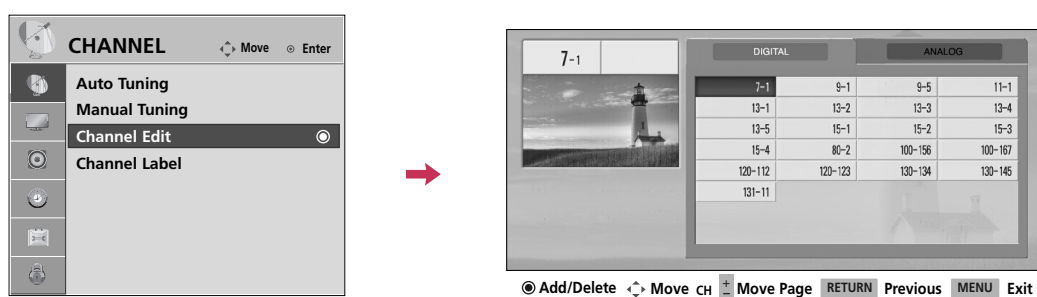 CHANNEL Move Enter
Auto Tuning
Manual Tuning
Channel Edit
Channel Label
7-1
DIGITAL ANALOG
7-1 9-1 9-5 11-1
13-1 13-2 13-3 13-4
13-5 15-1 15-2 15-3
15-4 80-2 100-156 100-167
120-112 120-123 130-134 130-145
131-11
Add/Delete Move CH + - Move Page RETURN Previous MENU Exit